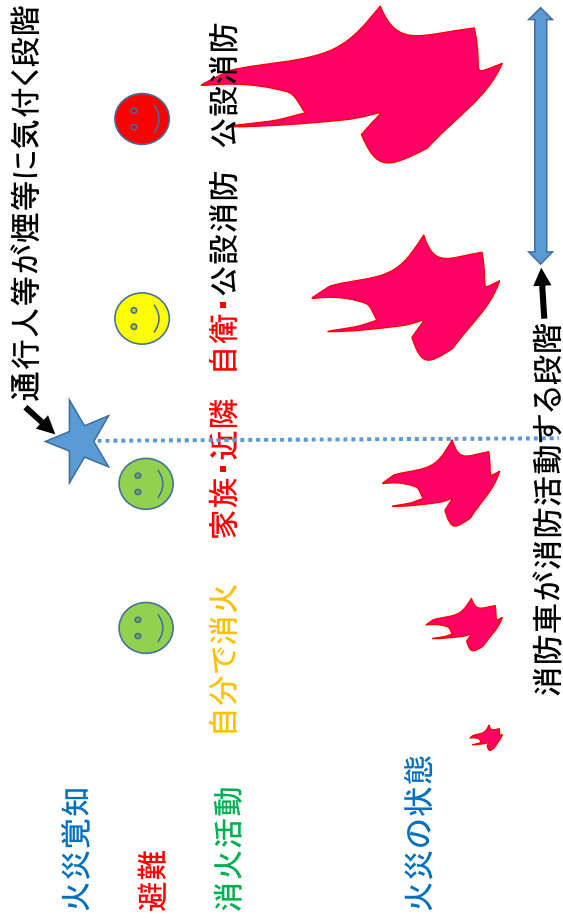 通行人等が煙等に気付く段階
火災覚知
避難
消火活動
自分で消火
家族・近隣
自衛・公設消防
公設消防
火災の状態
消防車が消防活動する段階